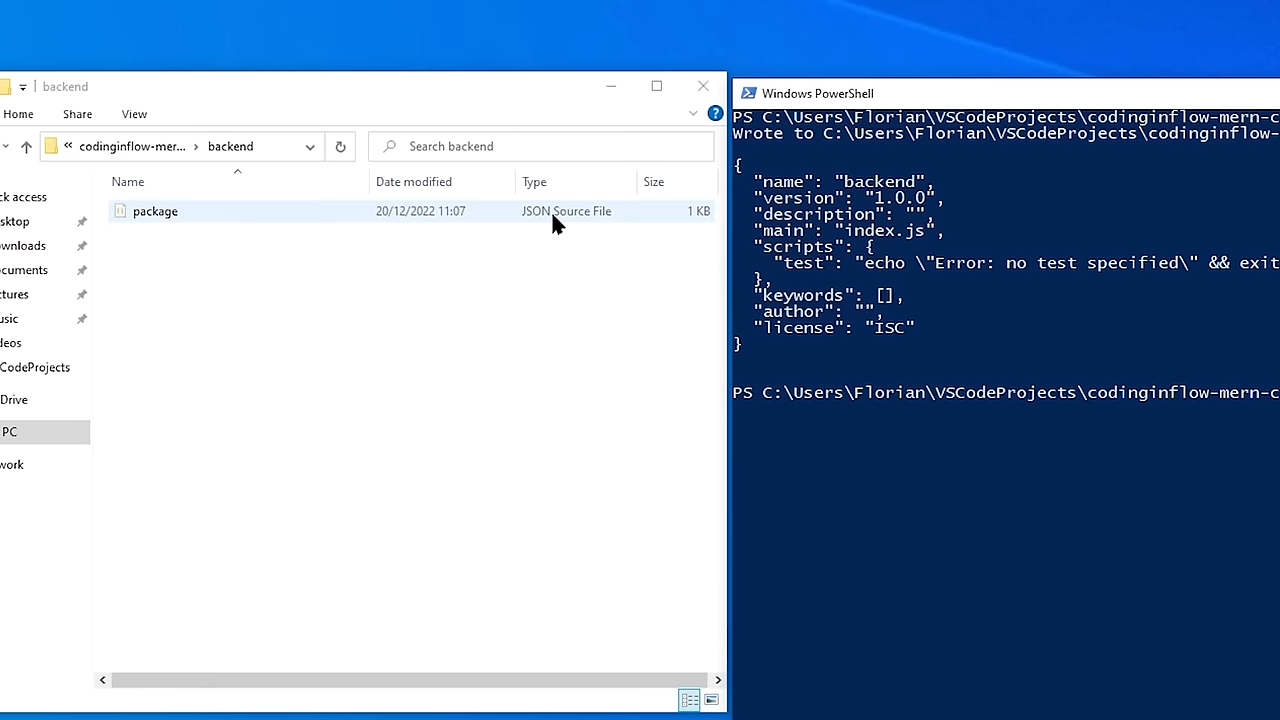 backend
Home Share View
codinginflow-mer... > backend
Search backend
Name Date modified Type Size
ck access
package 20/12/2022 11:07 JSON Source File 1 KB
sktop
wnloads
cuments
ctures
usic
deos
CodeProjects
Drive
PC
work
Windows PowerShell
PS C:\Users\Florian\VSCodeProjects\codinginflow-mern-c
Wrote to C:\Users\Florian\VSCodeProjects\codinginflow-
{
"name": "backend",
"version": "1.0.0",
"description": "",
"main": "index.js",
"scripts": {
"test": "echo \"Error: no test specified\" && exit
},
"keywords": [],
"author": "",
"license": "ISC"
}
PS C:\Users\Florian\VSCodeProjects\codinginflow-mern-c